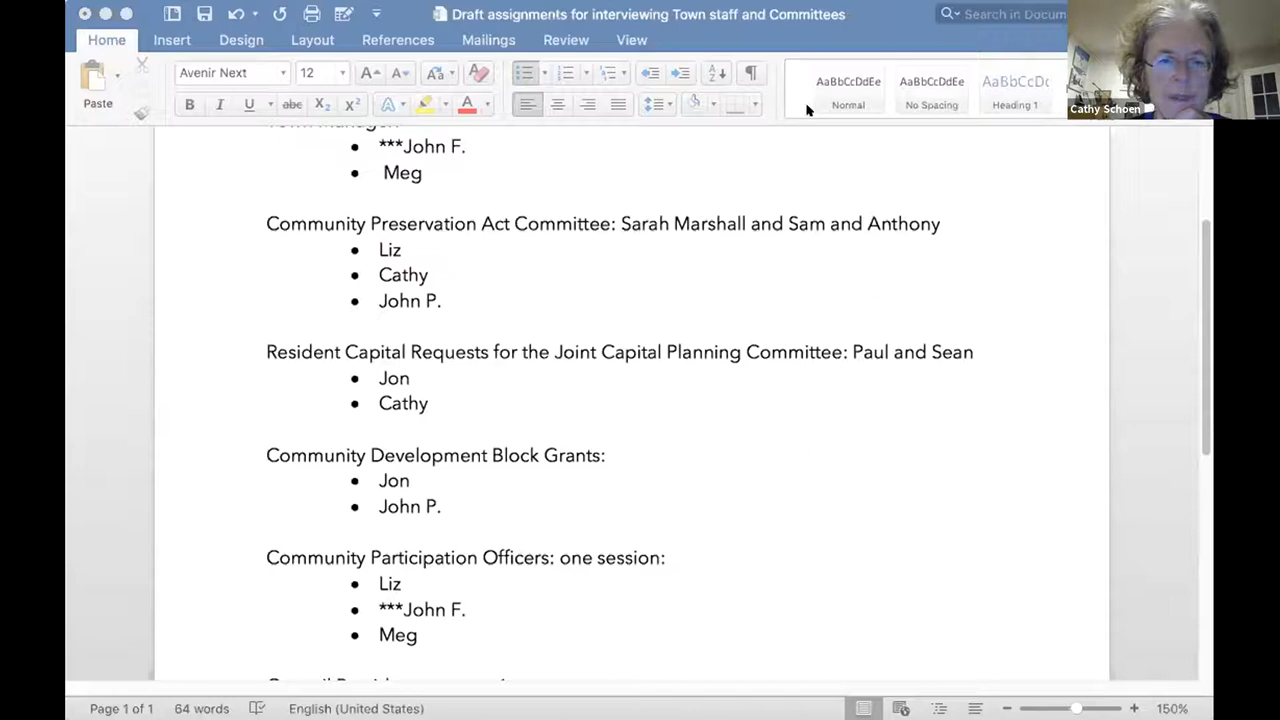 Draft assignments for interviewing Town staff and Committees
Search in Docum
Home Insert Design Layout References Mailings Review View
Paste
Avenir Next 12
B I U abc X₂ X²
AaBbCcDdEe AaBbCcDdEe AaBbCcDc
Normal No Spacing Heading 1
Cathy Schoen
• ***John F.
• Meg
Community Preservation Act Committee: Sarah Marshall and Sam and Anthony
• Liz
• Cathy
• John P.
Resident Capital Requests for the Joint Capital Planning Committee: Paul and Sean
• Jon
• Cathy
Community Development Block Grants:
• Jon
• John P.
Community Participation Officers: one session:
• Liz
• ***John F.
• Meg
Page 1 of 1 64 words English (United States) 150%